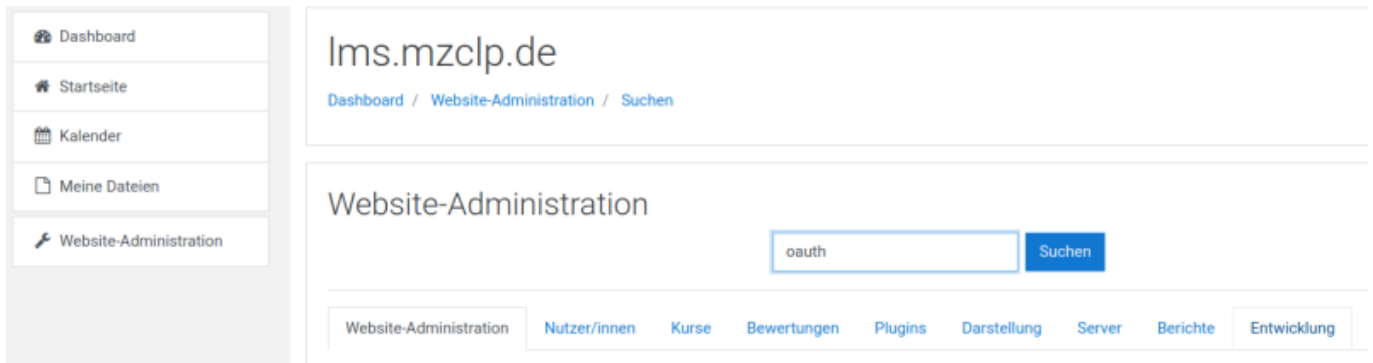 Dashboard
Startseite
Kalender
Meine Dateien
Website-Administration
lms.mzclp.de
Dashboard / Website-Administration / Suchen
Website-Administration
oauth Suchen
Website-Administration Nutzer/innen Kurse Bewertungen Plugins Darstellung Server Berichte Entwicklung